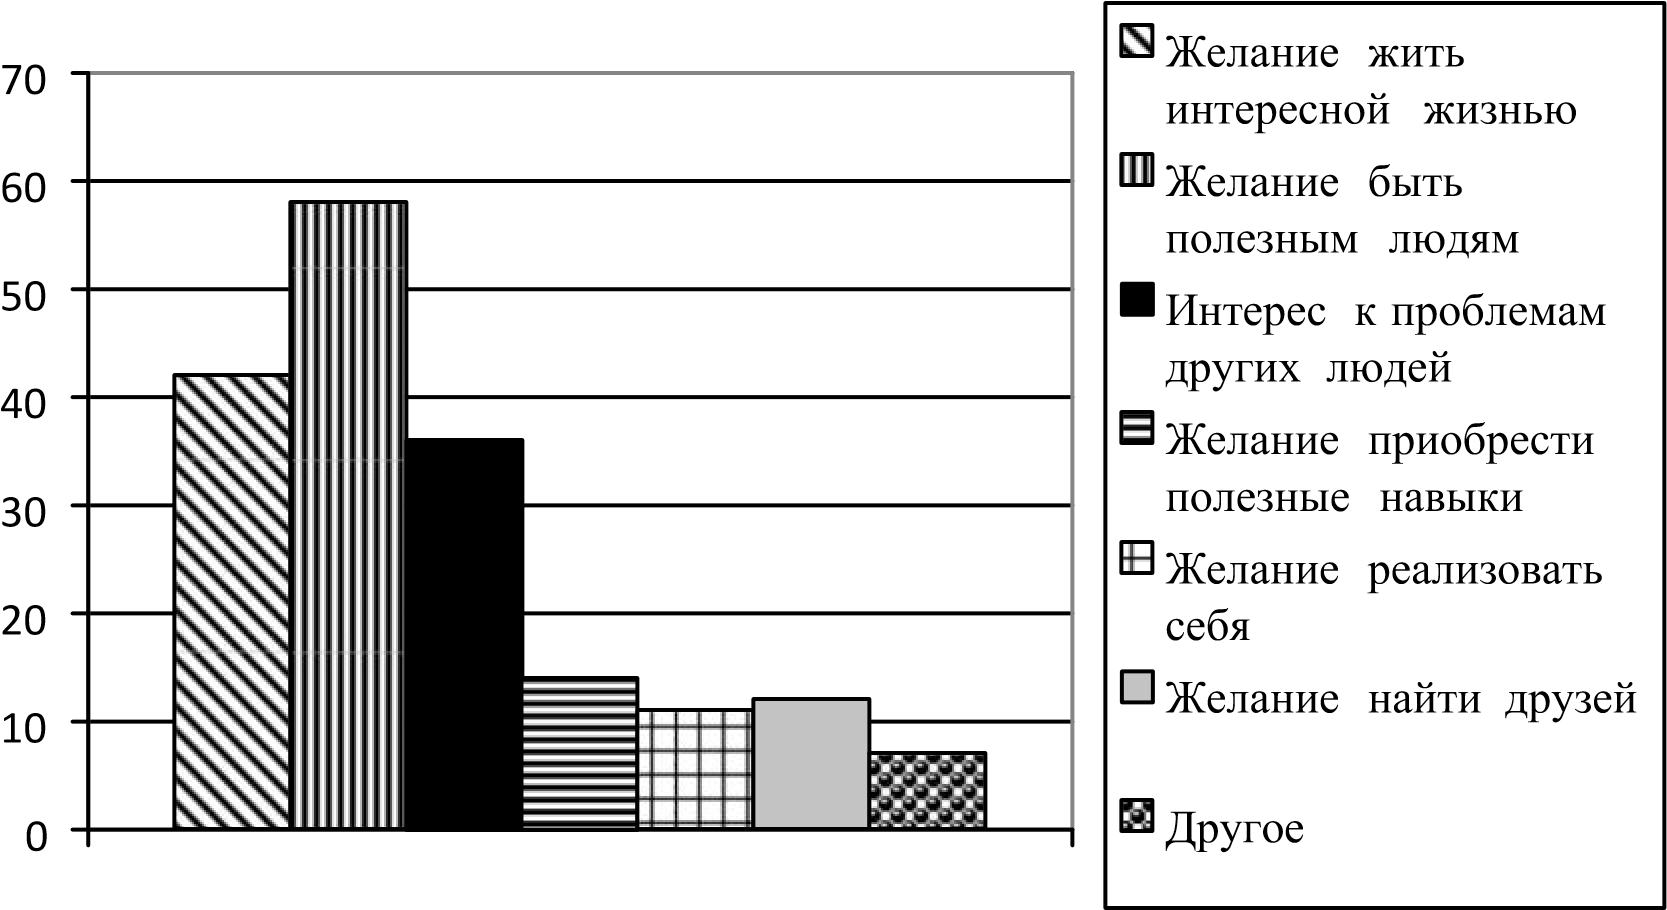 70
60
50
40
30
20
10
0
Желание жить
интересной жизнью
Желание быть
полезным людям
Интерес к проблемам
других людей
Желание приобрести
полезные навыки
Желание реализовать
себя
Желание найти друзей
Другое